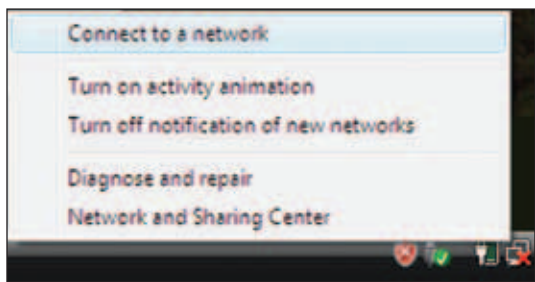 Connect to a network
Turn on activity animation
Turn off notification of new networks
Diagnose and repair
Network and Sharing Center